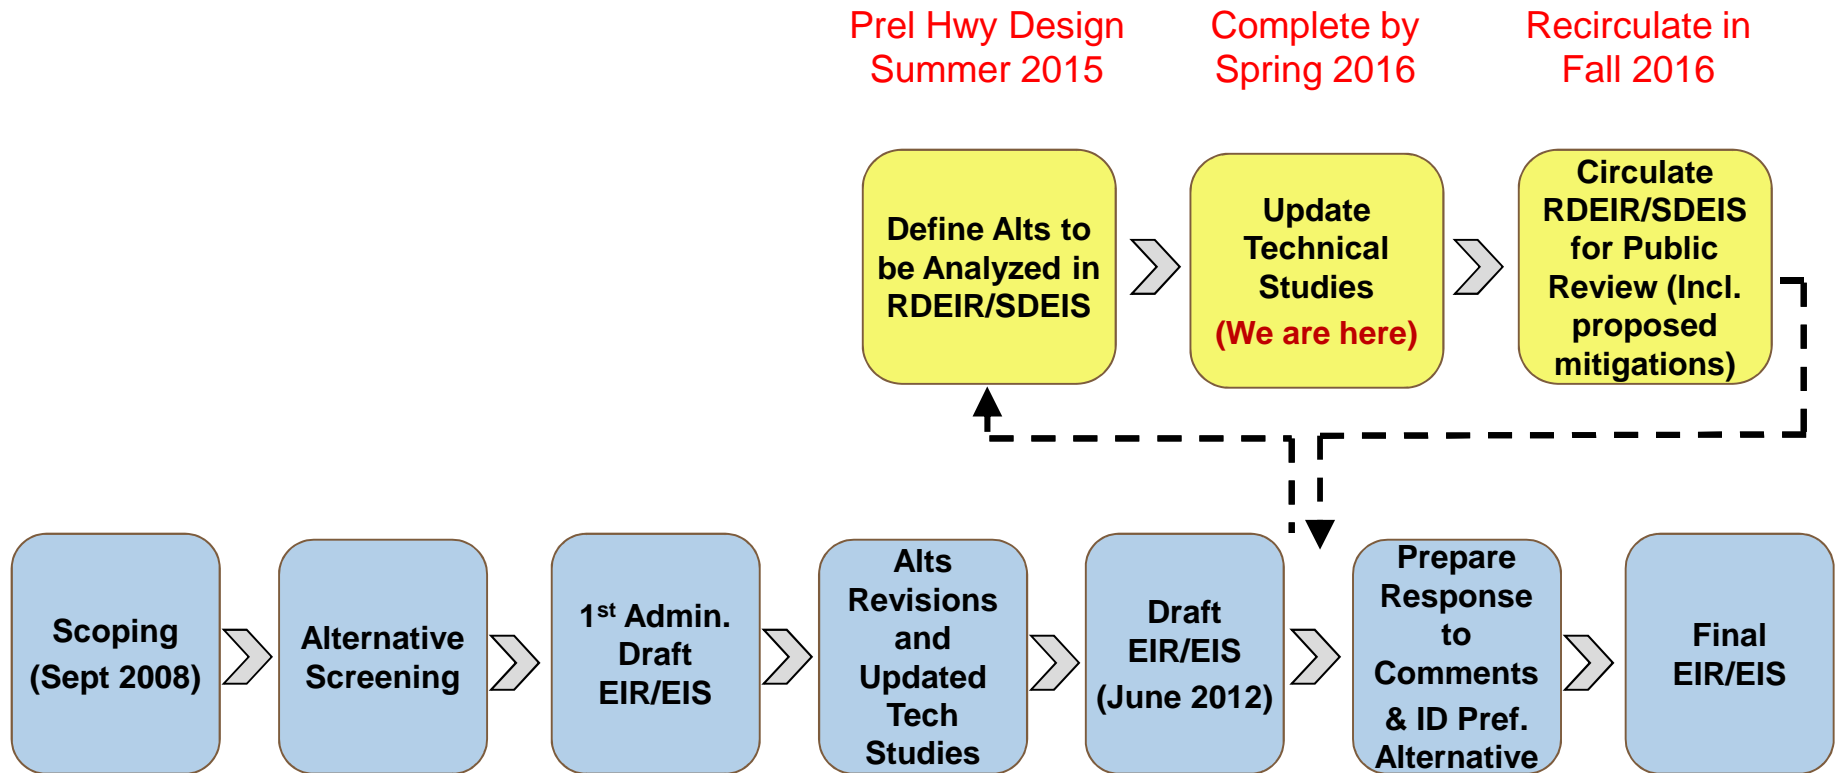 Prel Hwy Design
Summer 2015
Complete by
Spring 2016
Recirculate in
Fall 2016
Define Alts to
be Analyzed in
RDEIR/SDEIS
Update
Technical
Studies
(We are here)
Circulate
RDEIR/SDEIS
for Public
Review (Incl.
proposed
mitigations)
Scoping
(Sept 2008)
Alternative
Screening
1st Admin.
Draft
EIR/EIS
Alts
Revisions
and
Updated
Tech
Studies
Draft
EIR/EIS
(June 2012)
Prepare
Response
to
Comments
& ID Pref.
Alternative
Final
EIR/EIS